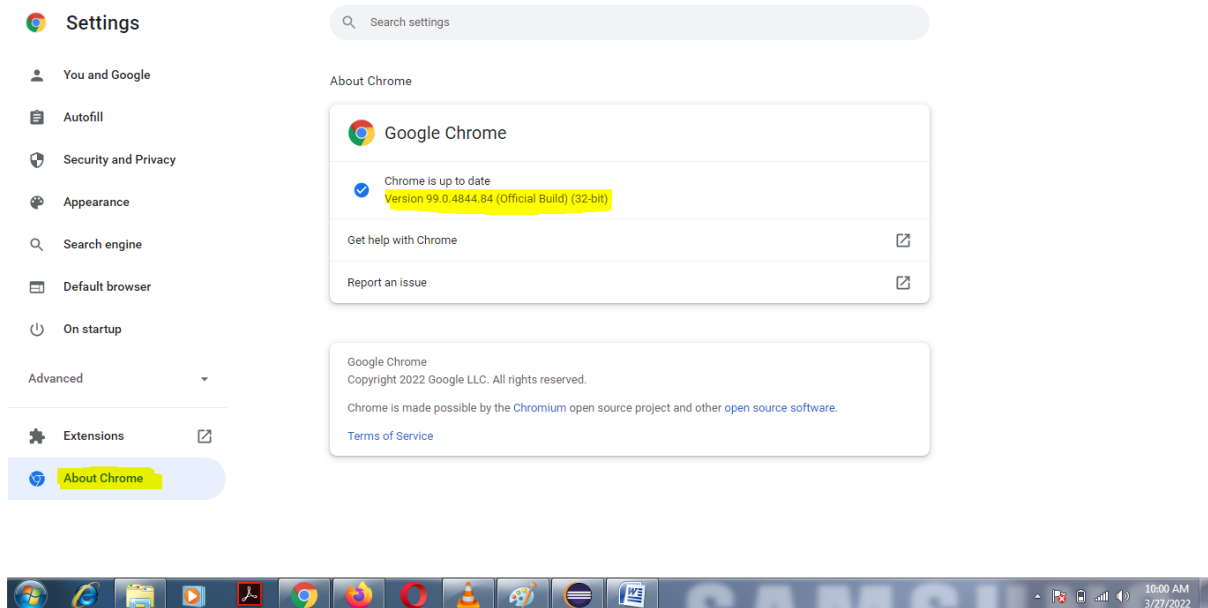 Settings
Search settings
You and Google
Autofill
Security and Privacy
Appearance
Search engine
Default browser
On startup
Advanced
Extensions
About Chrome
About Chrome
Google Chrome
Chrome is up to date
Version 99.0.4844.84 (Official Build) (32-bit)
Get help with Chrome
Report an issue
Google Chrome
Copyright 2022 Google LLC. All rights reserved.
Chrome is made possible by the Chromium open source project and other open source software.
Terms of Service
10:00 AM
3/27/2022